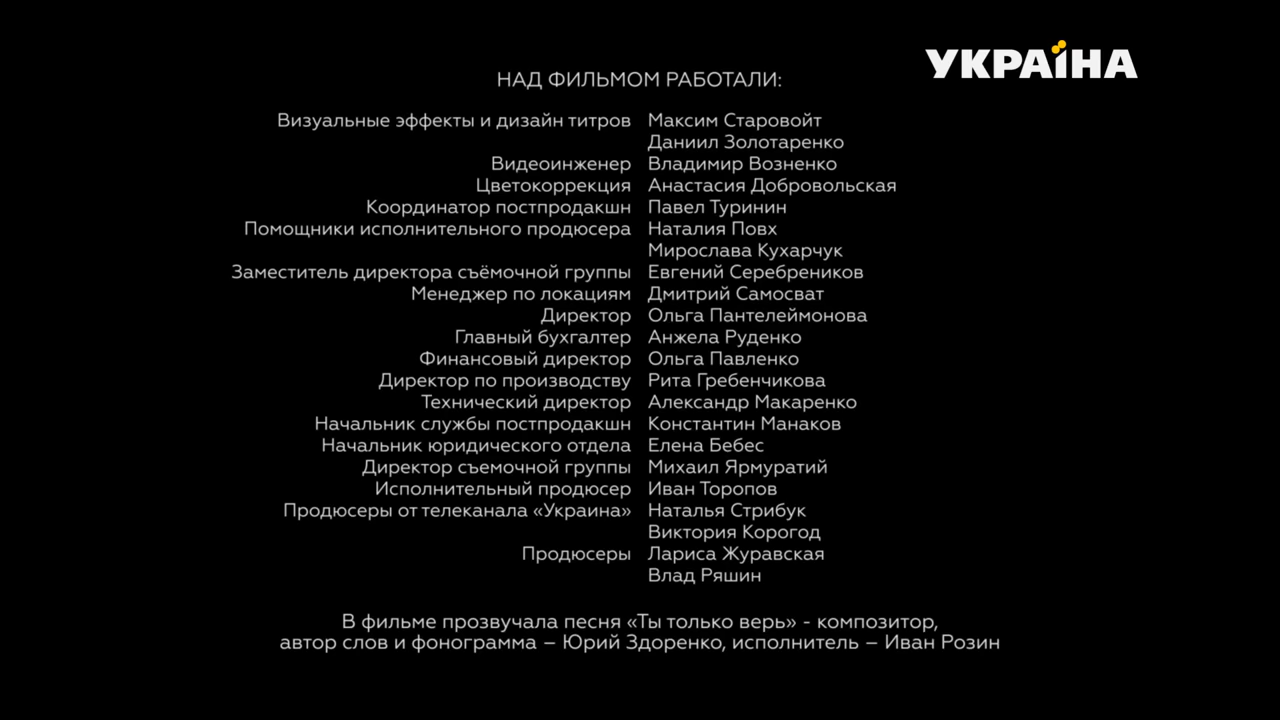 УКРАЇНА
НАД ФИЛЬМОМ РАБОТАЛИ:
Визуальные эффекты и дизайн титров Максим Старовойт
Даниил Золотаренко
Видеоинженер Владимир Возненко
Цветокоррекция Анастасия Добровольская
Координатор постпродакшн Павел Туринин
Помощники исполнительного продюсера Наталия Повх
Мирослава Кухарчук
Заместитель директора съёмочной группы Евгений Серебреников
Менеджер по локациям Дмитрий Самосват
Директор Ольга Пантелеймонова
Главный бухгалтер Анжела Руденко
Финансовый директор Ольга Павленко
Директор по производству Рита Гребенчикова
Технический директор Александр Макаренко
Начальник службы постпродакшн Константин Манаков
Начальник юридического отдела Елена Бебес
Директор съемочной группы Михаил Ярмуратий
Исполнительный продюсер Иван Торопов
Продюсеры от телеканала «Украина» Наталья Стрибук
Виктория Корогод
Продюсеры Лариса Журавская
Влад Ряшин
В фильме прозвучала песня «Ты только верь» - композитор,
автор слов и фонограмма – Юрий Здоренко, исполнитель – Иван Розин